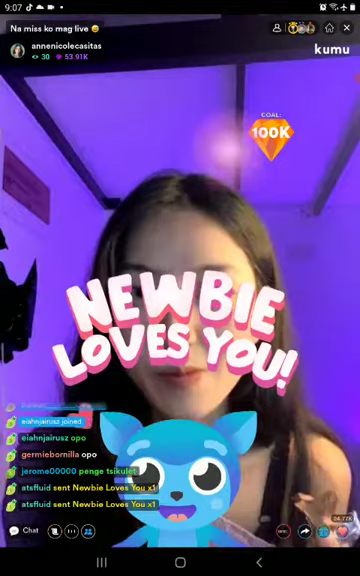 9:07
Na miss ko mag live
annenicolecasitas
30 53.91K
kumu
GOAL:
100K
NEWBIE
LOVES YOU!
eiahnjairusz joined
eiahnjairusz opo
germiebornilla opo
jerome00000 penge tsikulet
atsfluid sent Newbie Loves You x1
atsfluid sent Newbie Loves You x1
24.77K
Chat